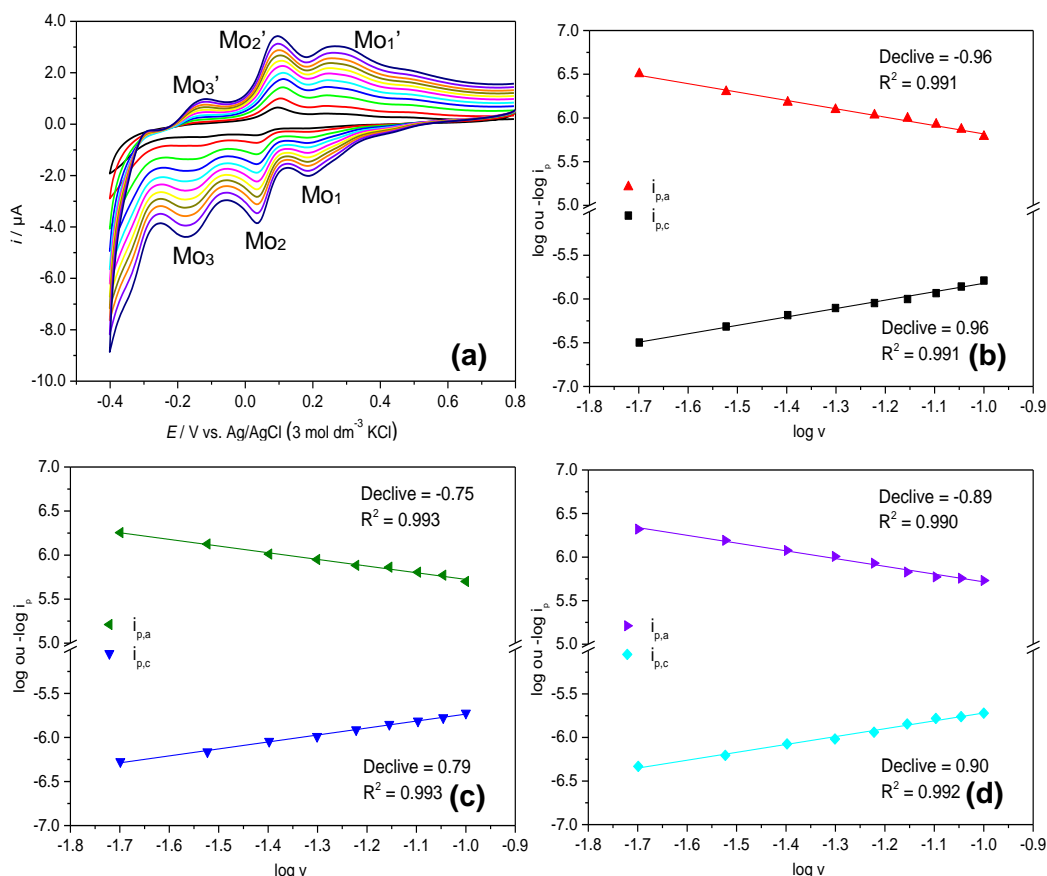 4.0
2.0
0.0
-2.0
-4.0
-6.0
-8.0
-10.0
i / µA
Mo₂' Mo₁'
Mo₃'
Mo₁
Mo₃ Mo₂
(a)
-0.4 -0.2 0.0 0.2 0.4 0.6 0.8
E / V vs. Ag/AgCl (3 mol dm⁻³ KCl)
7.0
6.5
6.0
5.5
5.0
-5.5
-6.0
-6.5
-7.0
log ou -log iₚ
Declive = -0.96
R² = 0.991
iₚ,ₐ
i_p,c
Declive = 0.96
R² = 0.991
(b)
-1.8 -1.7 -1.6 -1.5 -1.4 -1.3 -1.2 -1.1 -1.0 -0.9
log v
7.0
6.5
6.0
5.5
5.0
-5.5
-6.0
-6.5
-7.0
log ou -log iₚ
Declive = -0.75
R² = 0.993
iₚ,ₐ
i_p,c
Declive = 0.79
R² = 0.993
(c)
-1.8 -1.7 -1.6 -1.5 -1.4 -1.3 -1.2 -1.1 -1.0 -0.9
log v
7.0
6.5
6.0
5.5
5.0
-5.5
-6.0
-6.5
-7.0
log ou -log iₚ
Declive = -0.89
R² = 0.990
iₚ,ₐ
i_p,c
Declive = 0.90
R² = 0.992
(d)
-1.8 -1.7 -1.6 -1.5 -1.4 -1.3 -1.2 -1.1 -1.0 -0.9
log v